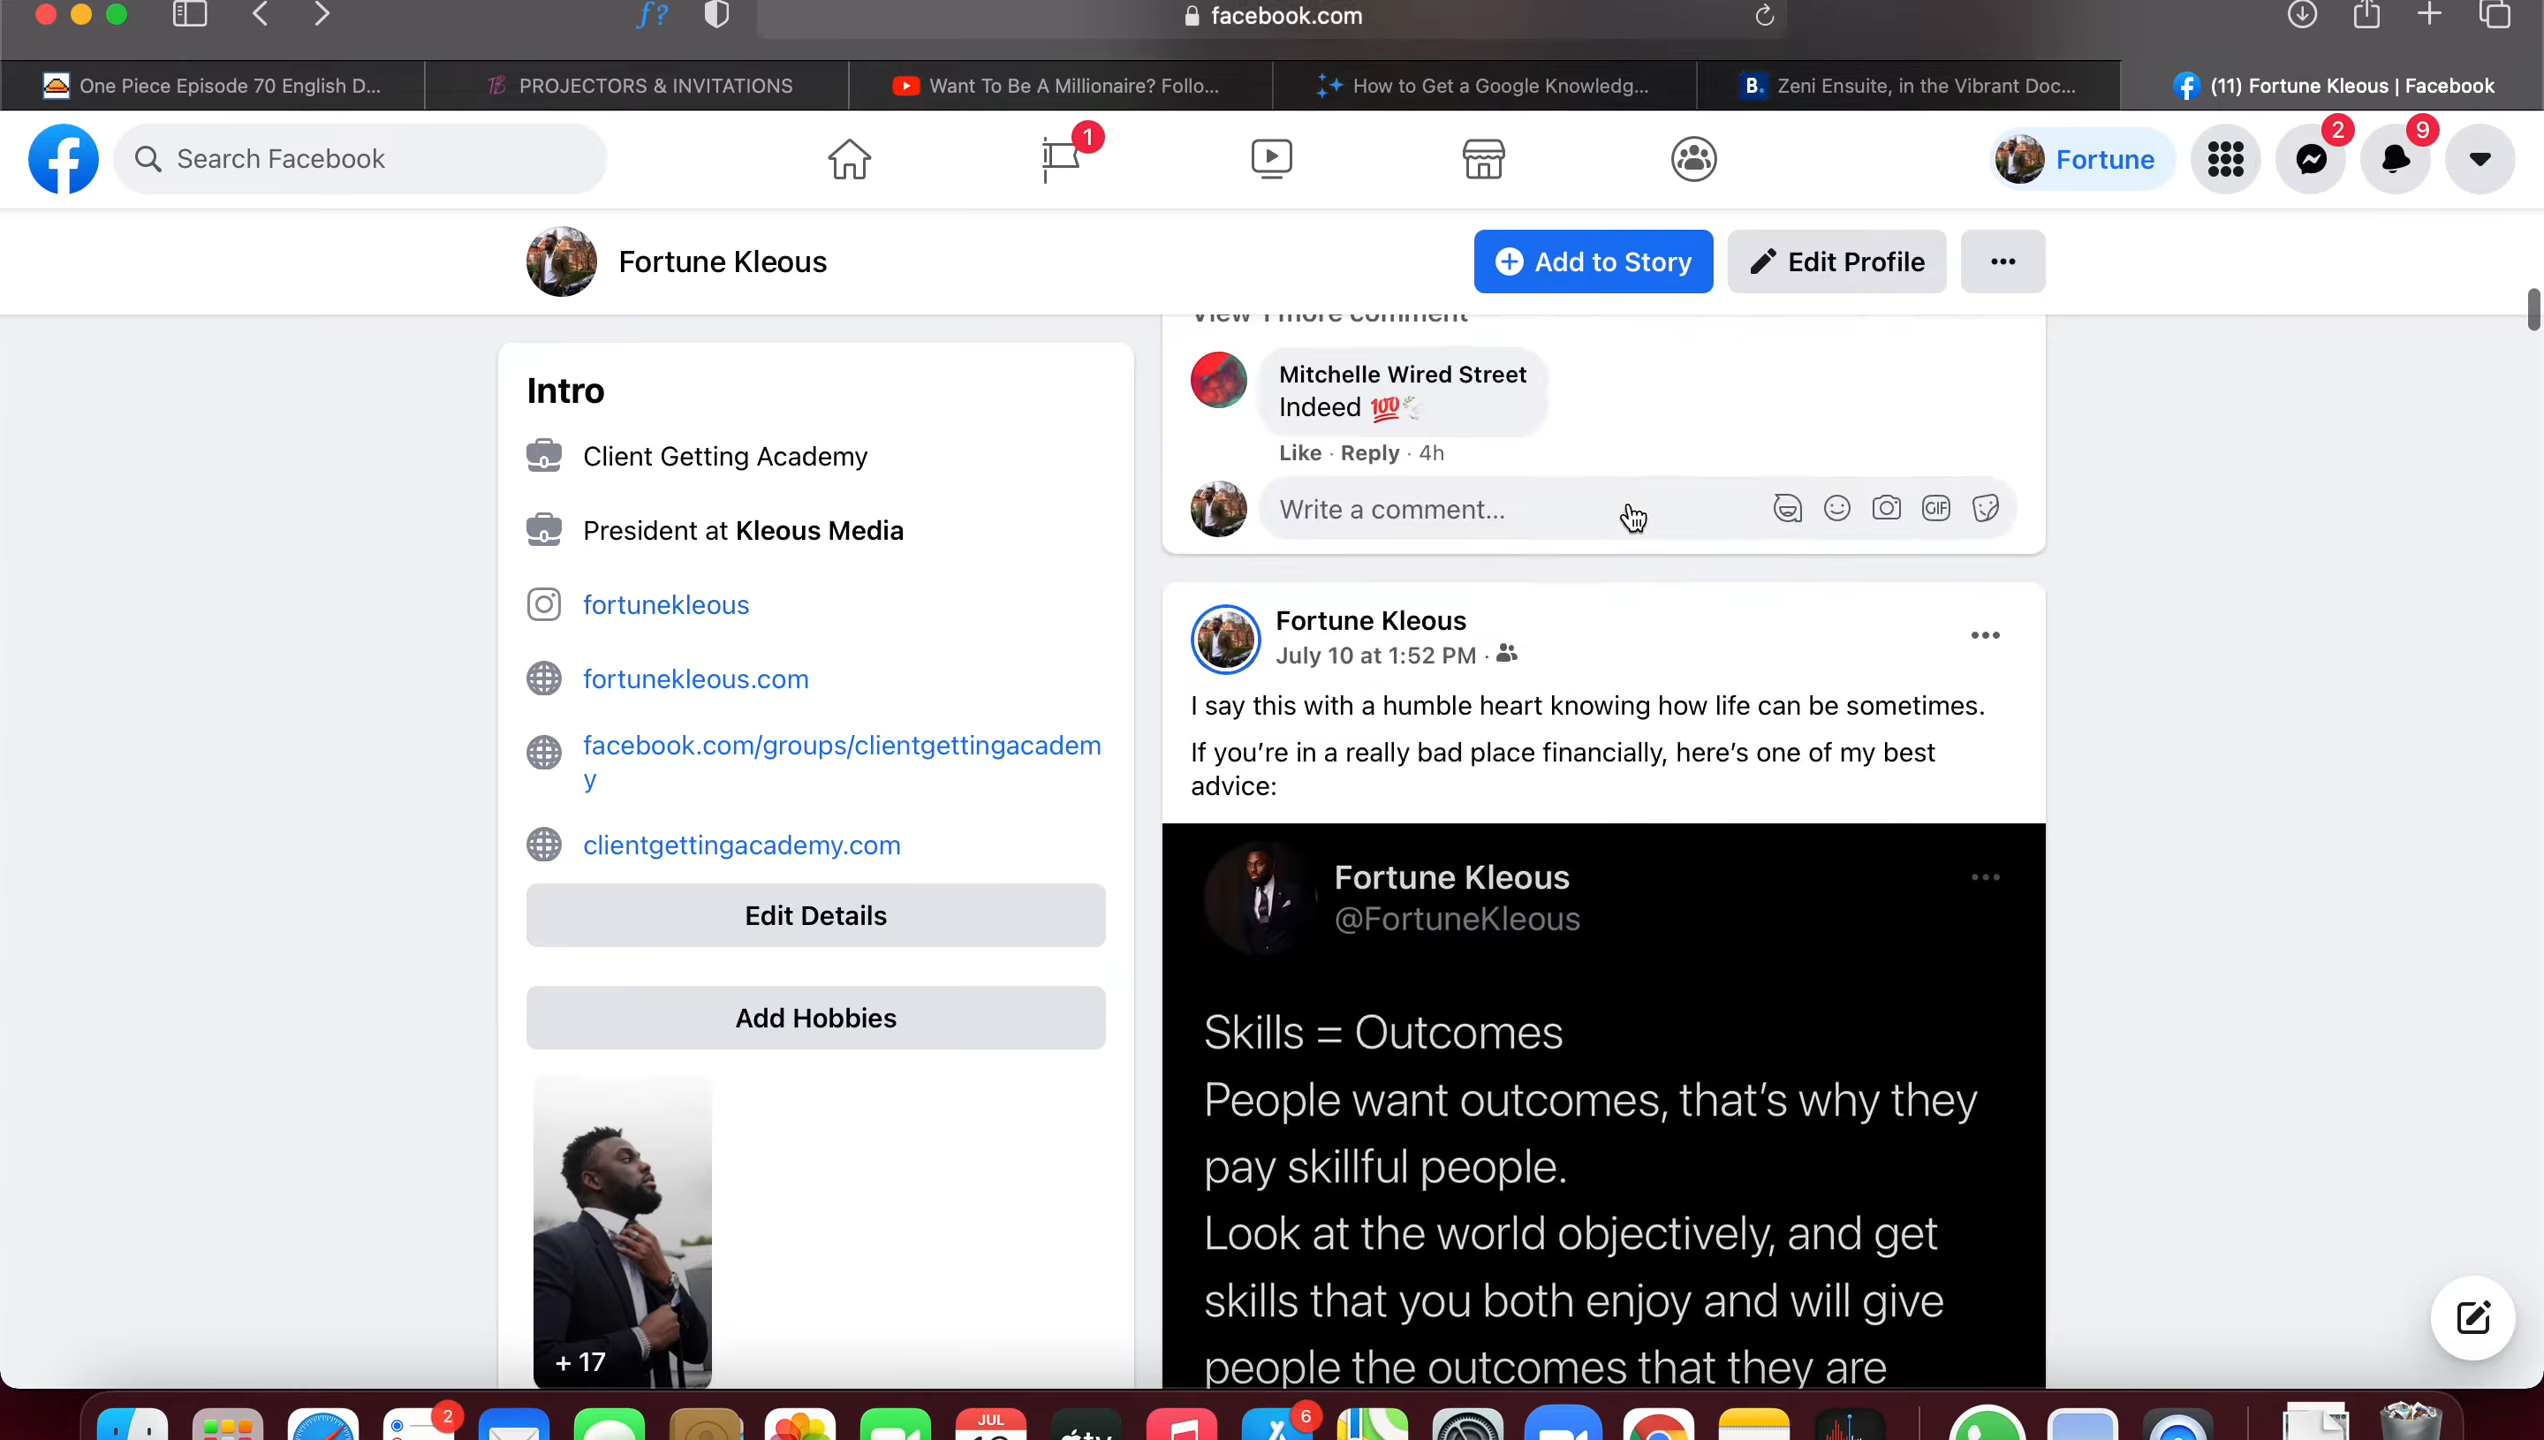 facebook.com
One Piece Episode 70 English D...
PROJECTORS & INVITATIONS
Want To Be A Millionaire? Follo...
How to Get a Google Knowledg...
Zeni Ensuite, in the Vibrant Doc...
(11) Fortune Kleous | Facebook
Search Facebook
1
Fortune
2
9
Fortune Kleous
Add to Story
Edit Profile
View 1 more comment
Mitchelle Wired Street
Indeed 💯🕊
Like · Reply · 4h
Write a comment...
GIF
Intro
Client Getting Academy
President at Kleous Media
fortunekleous
fortunekleous.com
facebook.com/groups/clientgettingacadem
y
clientgettingacademy.com
Edit Details
Add Hobbies
+ 17
Fortune Kleous
July 10 at 1:52 PM ·
I say this with a humble heart knowing how life can be sometimes.
If you're in a really bad place financially, here's one of my best
advice:
Fortune Kleous
@FortuneKleous
Skills = Outcomes
People want outcomes, that's why they
pay skillful people.
Look at the world objectively, and get
skills that you both enjoy and will give
people the outcomes that they are
2
JUL
6